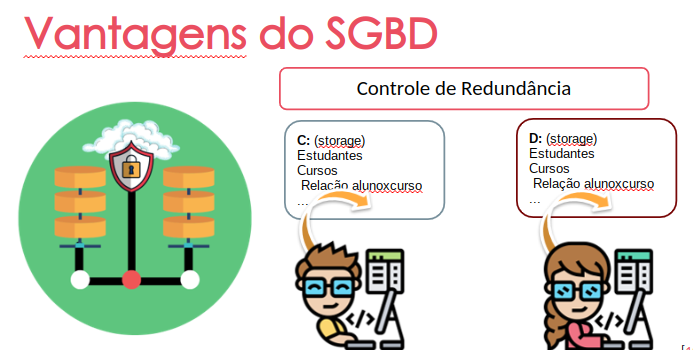 Vantagens do SGBD
Controle de Redundância
C: (storage)
Estudantes
Cursos
Relação alunoxcurso
...
D: (storage)
Estudantes
Cursos
Relação alunoxcurso
...